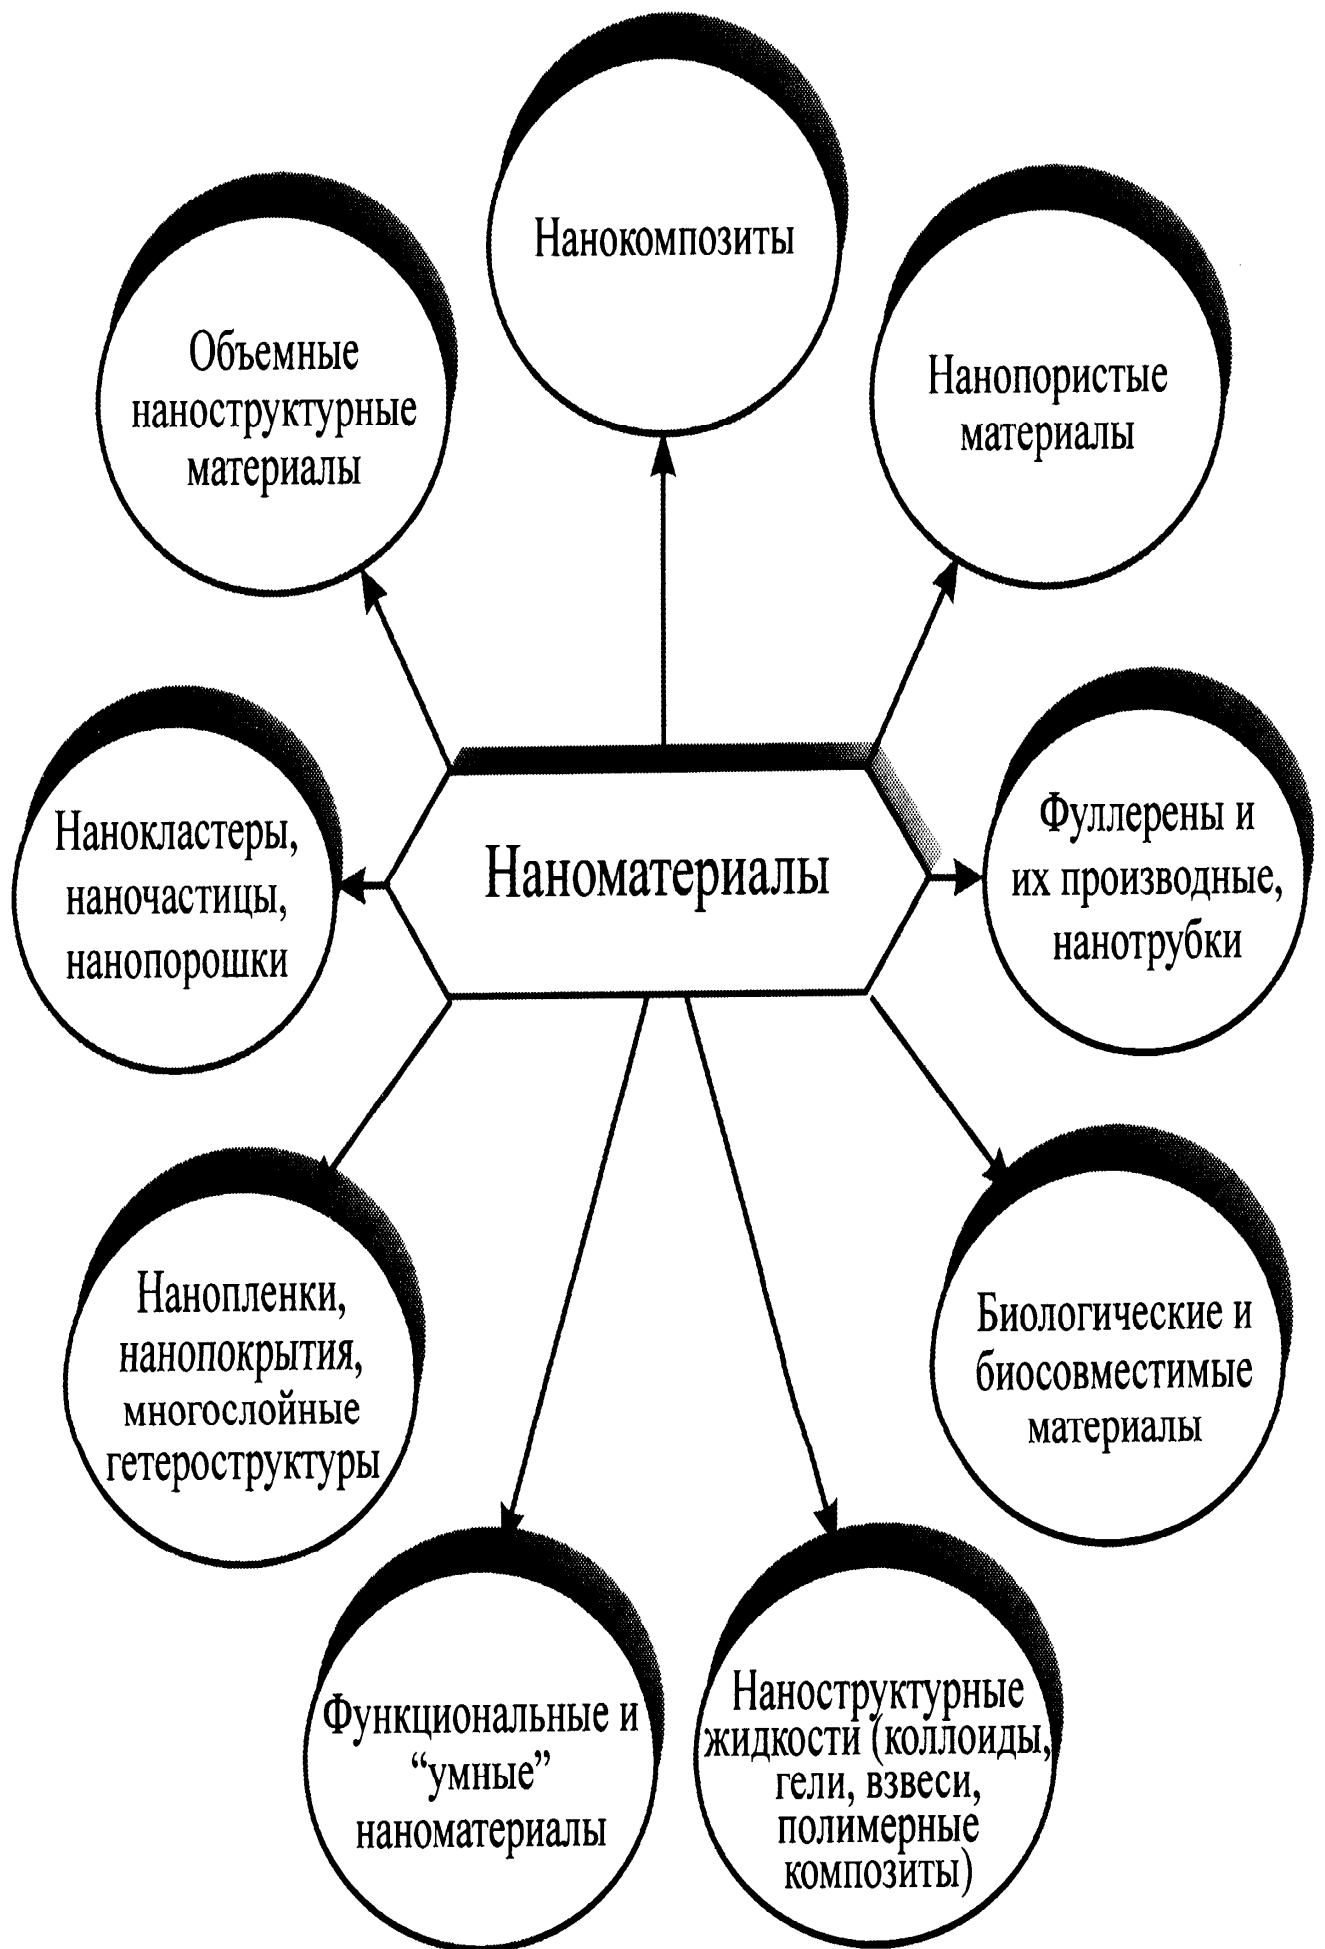 Нанокомпозиты
Объемные
наноструктурные
материалы
Нанопористые
материалы
Нанокластеры,
наночастицы,
нанопорошки
Наноматериалы
Фуллерены и
их производные,
нанотрубки
Нанопленки,
нанопокрытия,
многослойные
гетероструктуры
Биологические и
биосовместимые
материалы
Функциональные и
“умные”
наноматериалы
Наноструктурные
жидкости (коллоиды,
гели, взвеси,
полимерные
композиты)